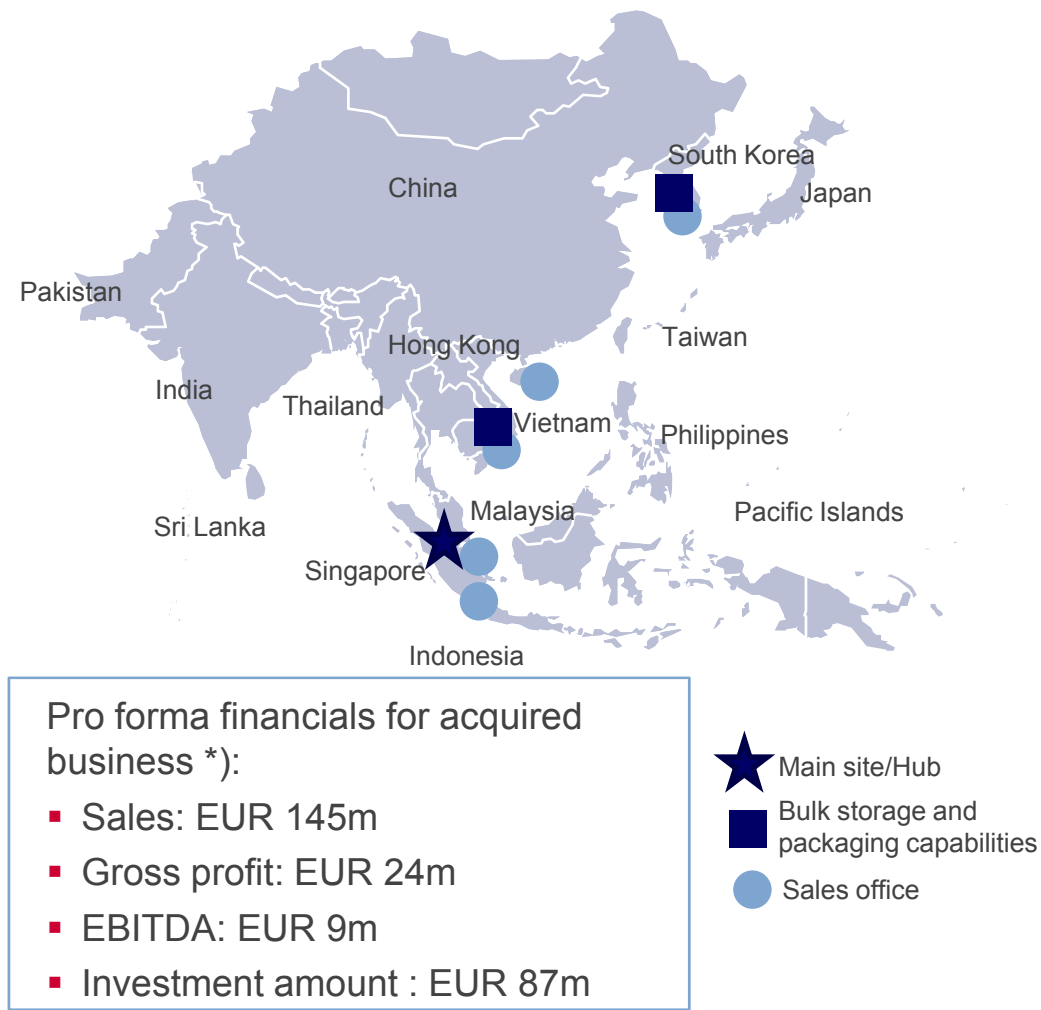 South Korea
China
Japan
Pakistan
Taiwan
Hong Kong
India
Thailand
Vietnam
Philippines
Malaysia
Pacific Islands
Sri Lanka
Singapore
Indonesia
Pro forma financials for acquired
business *):
▪ Sales: EUR 145m
▪ Gross profit: EUR 24m
▪ EBITDA: EUR 9m
▪ Investment amount : EUR 87m
Main site/Hub
Bulk storage and
packaging capabilities
Sales office